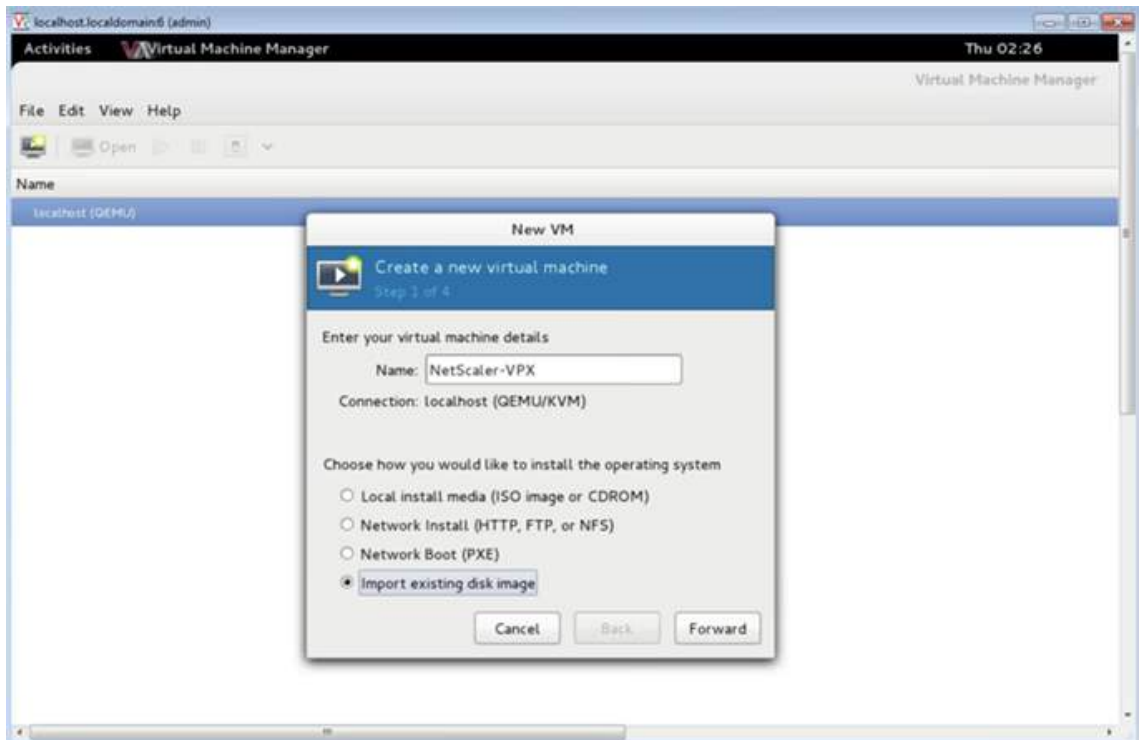 localhost.localdomain:6 (admin)
Activities Virtual Machine Manager Thu 02:26
Virtual Machine Manager
File Edit View Help
Open
Name
localhost (QEMU)
New VM
Create a new virtual machine
Step 1 of 4
Enter your virtual machine details
Name: NetScaler-VPX
Connection: localhost (QEMU/KVM)
Choose how you would like to install the operating system
Local install media (ISO image or CDROM)
Network Install (HTTP, FTP, or NFS)
Network Boot (PXE)
Import existing disk image
Cancel Back Forward